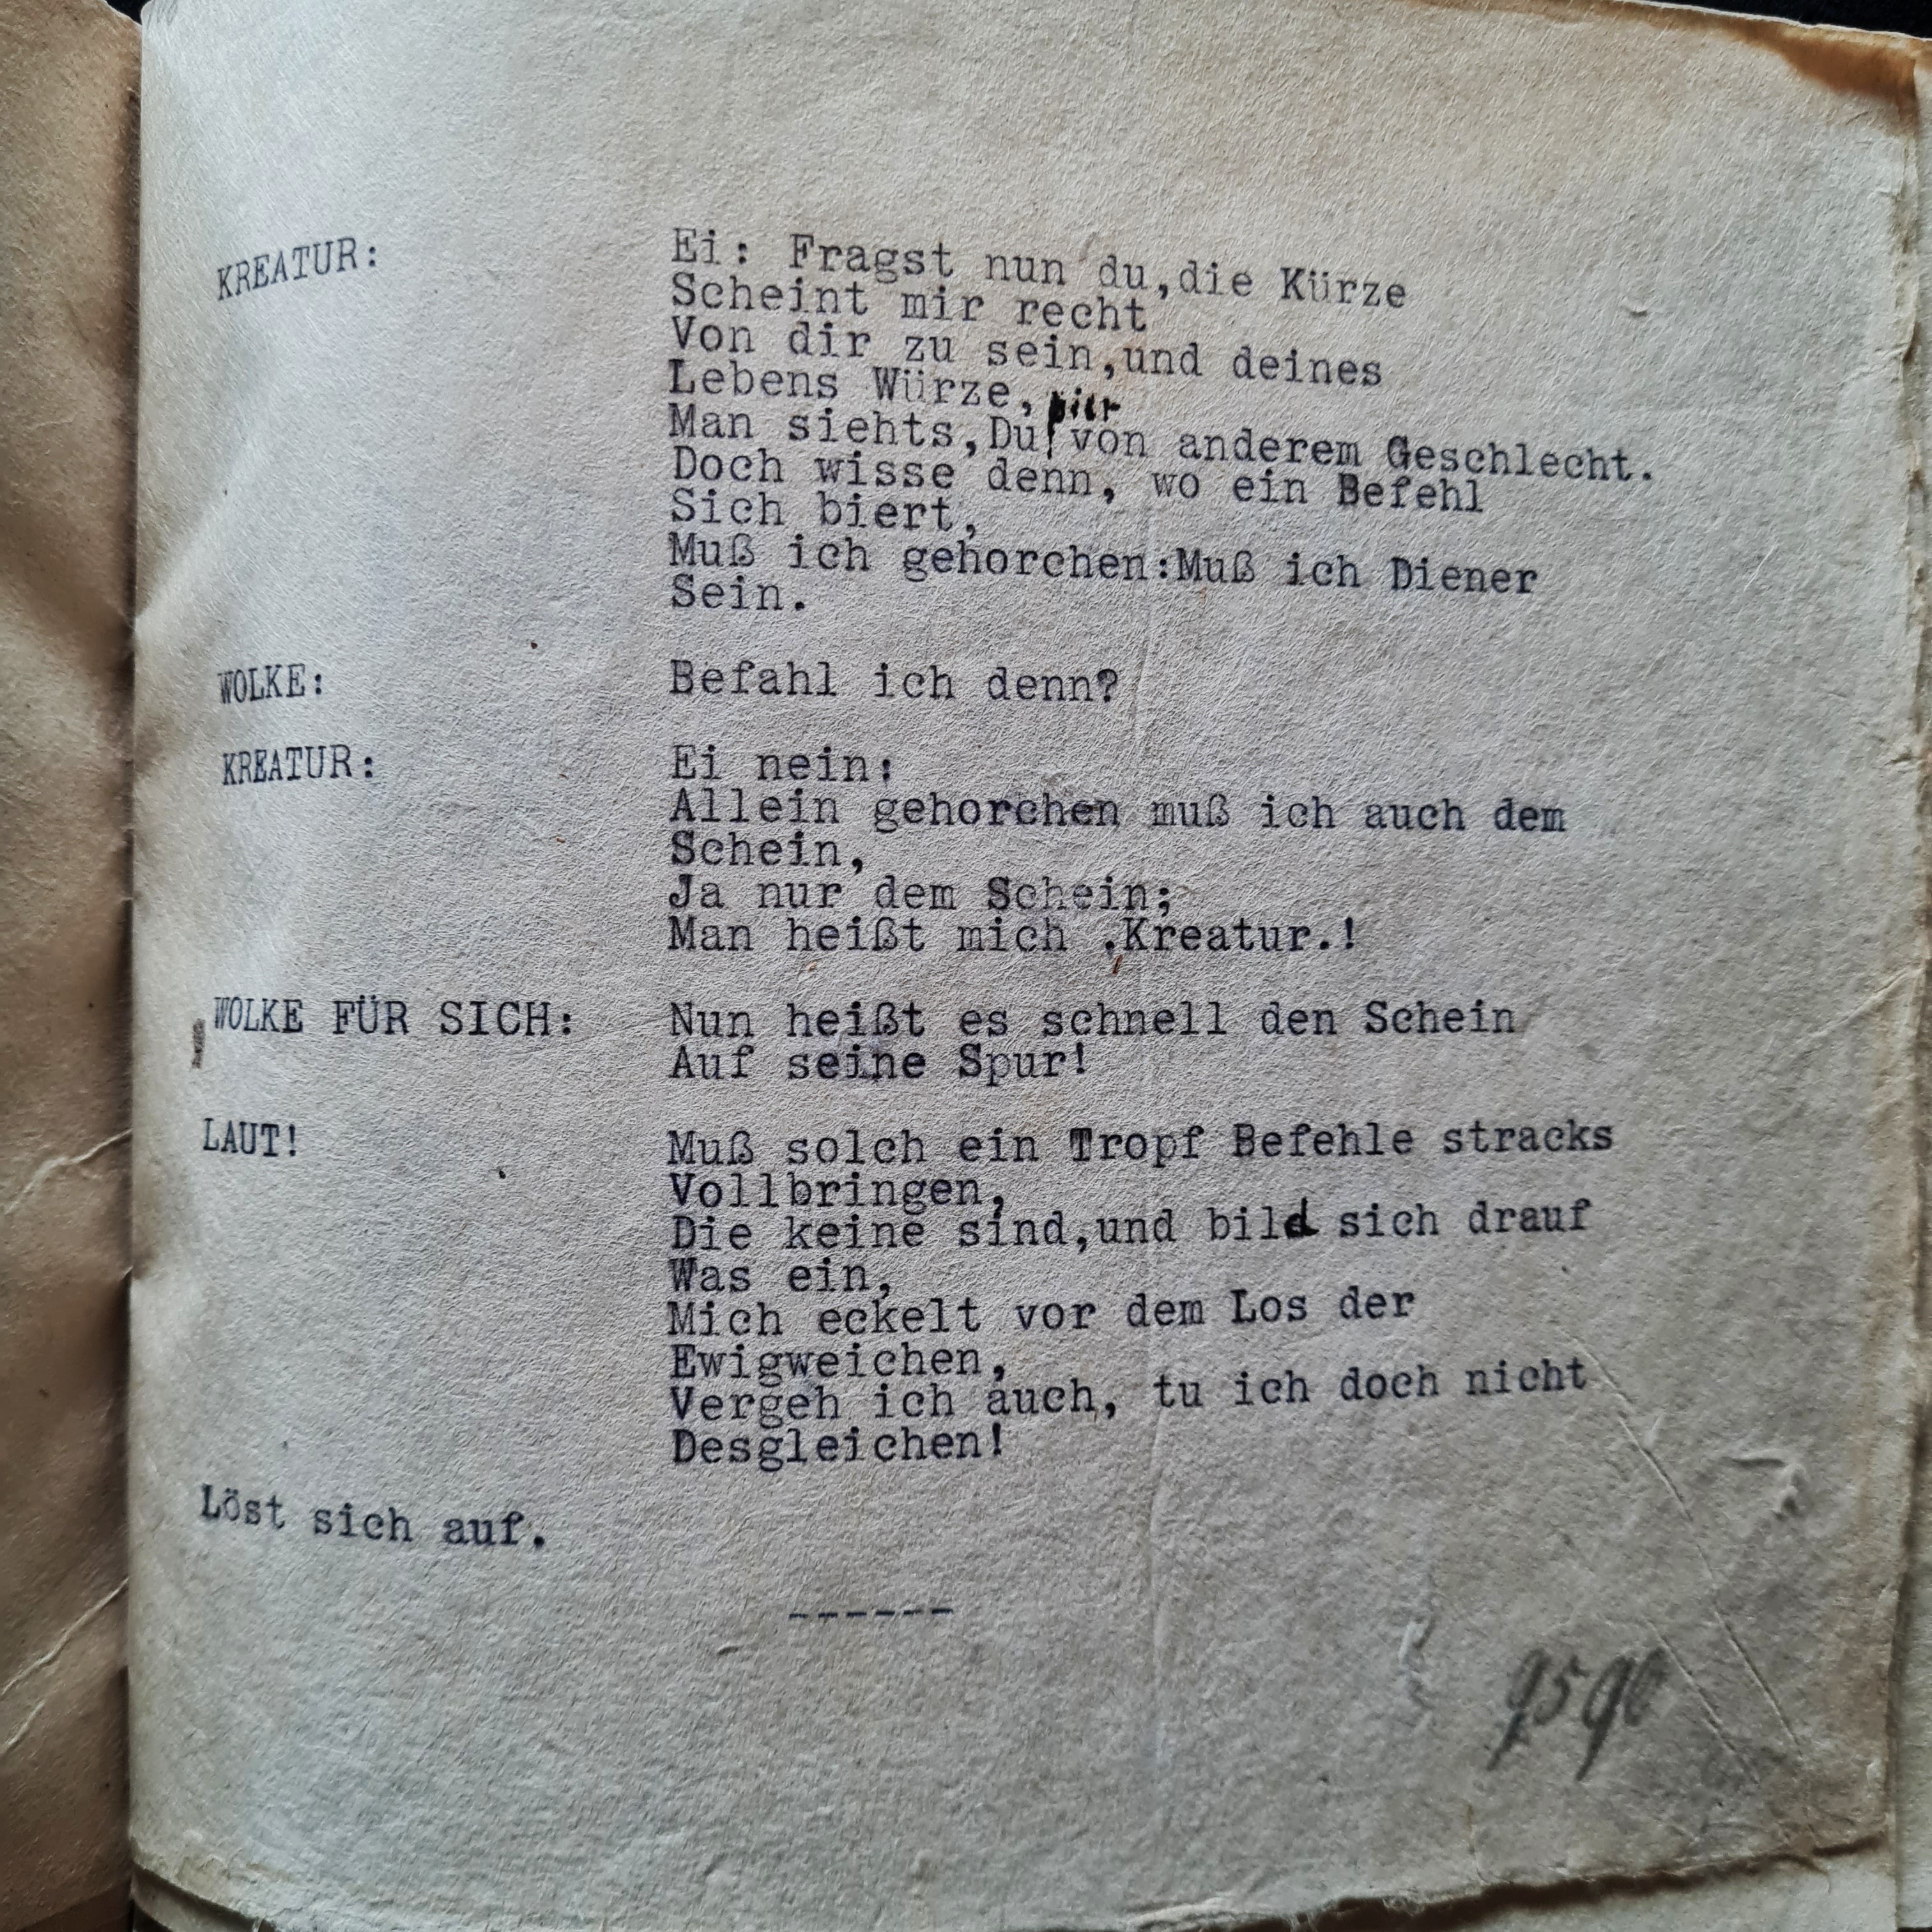 KREATUR: Ei: Fragst nun du,die Kürze
Scheint mir recht
Von dir zu sein,und deines
Lebens Würze,
Man siehts,Du von anderem Geschlecht.
Doch wisse denn, wo ein Befehl
Sich biert,
Muß ich gehorchen:Muß ich Diener
Sein.
WOLKE: Befahl ich denn?
KREATUR: Ei nein:
Allein gehorchen muß ich auch dem
Schein,
Ja nur dem Schein;
Man heißt mich ,Kreatur.!
WOLKE FÜR SICH: Nun heißt es schnell den Schein
Auf seine Spur!
LAUT! Muß solch ein Tropf Befehle stracks
Vollbringen,
Die keine sind,und bild sich drauf
Was ein,
Mich eckelt vor dem Los der
Ewigweichen,
Vergeh ich auch, tu ich doch nicht
Desgleichen!
Löst sich auf.
------